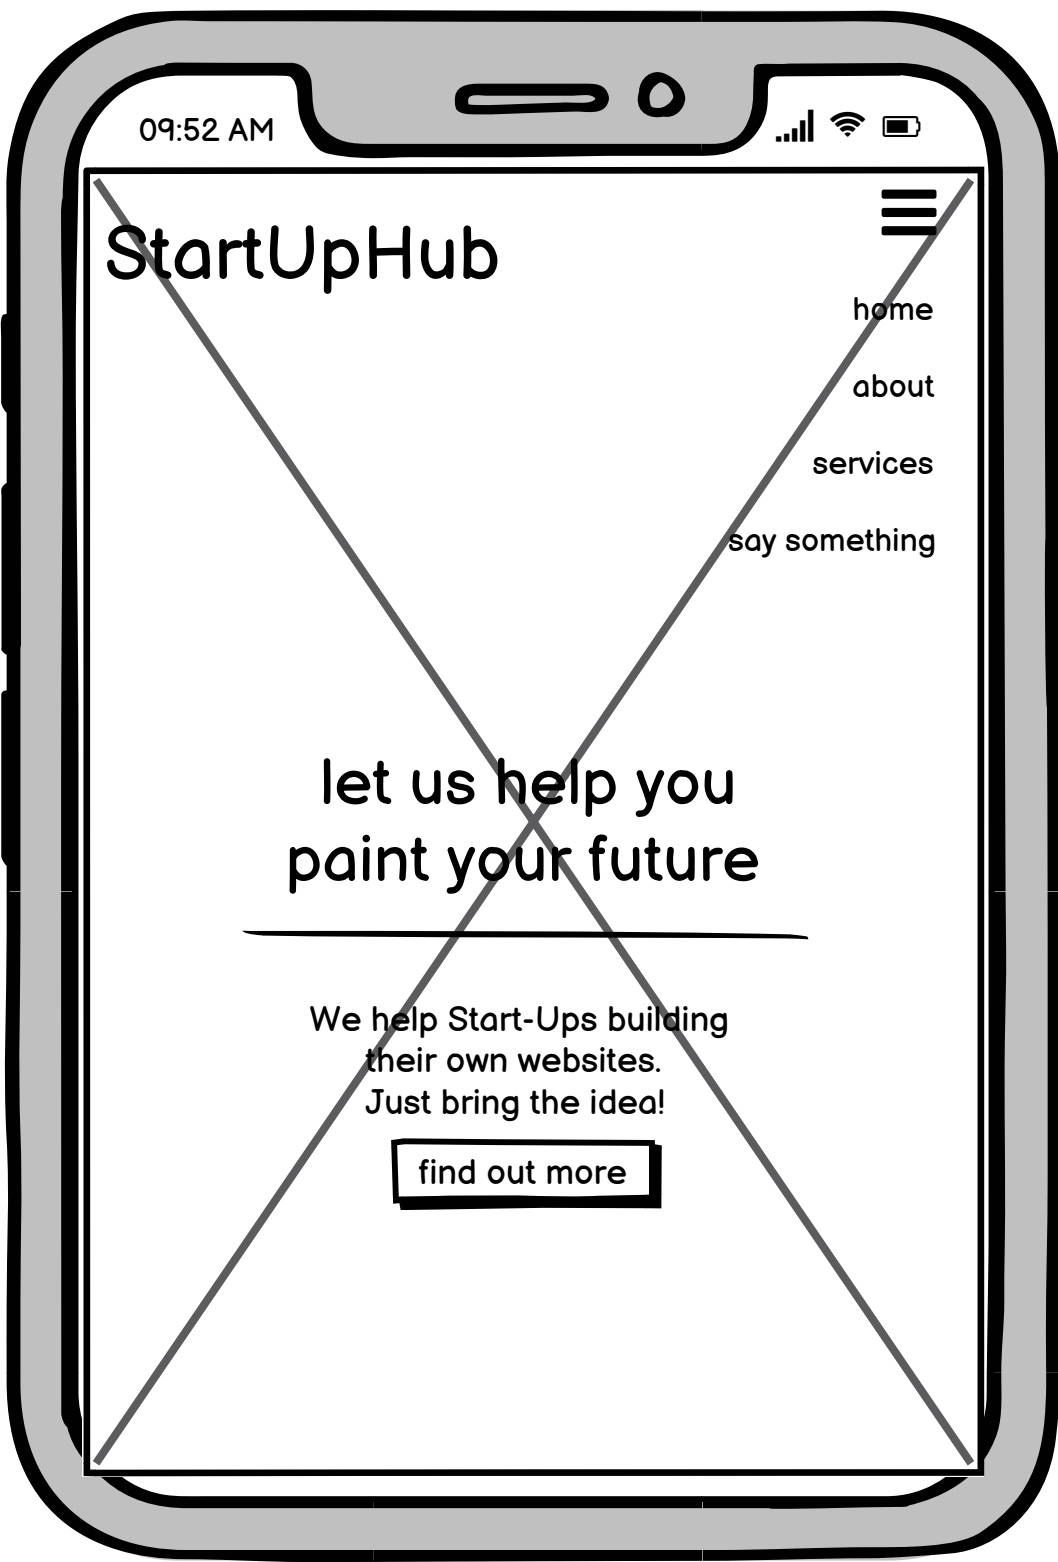 09:52 AM
StartUpHub
home
about
services
say something
let us help you
paint your future
We help Start-Ups building
their own websites.
Just bring the idea!
find out more